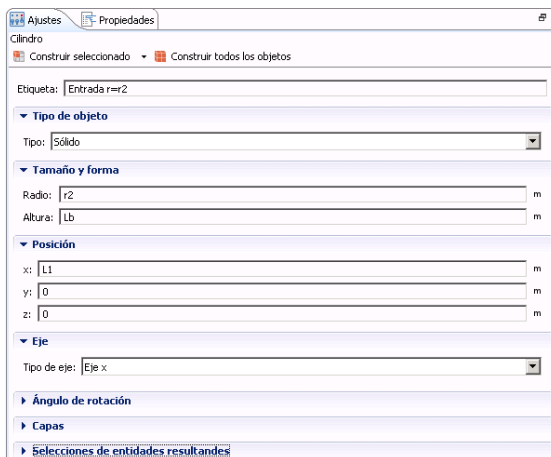 Ajustes Propiedades
Cilindro
Construir seleccionado Construir todos los objetos
Etiqueta: Entrada r=r2
Tipo de objeto
Tipo: Sólido
Tamaño y forma
Radio: r2 m
Altura: Lb m
Posición
x: L1 m
y: 0 m
z: 0 m
Eje
Tipo de eje: Eje x
Ángulo de rotación
Capas
Selecciones de entidades resultandes